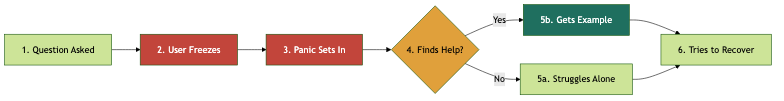 1. Question Asked
2. User Freezes
3. Panic Sets In
4. Finds Help?
Yes
5b. Gets Example
No
5a. Struggles Alone
6. Tries to Recover